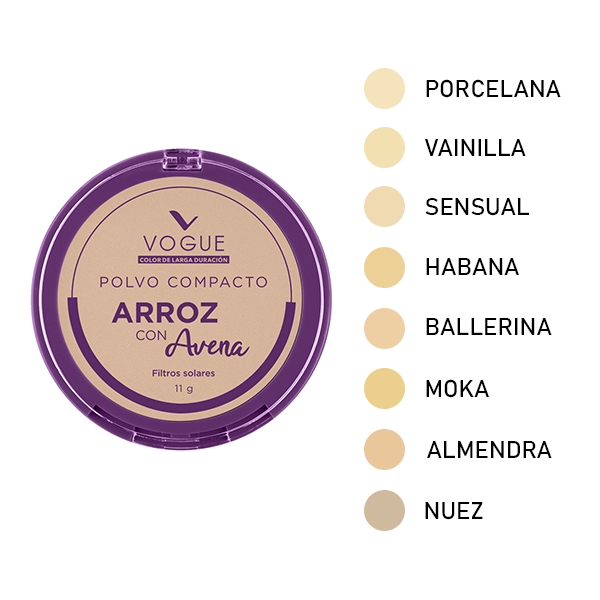 VOGUE
COLOR DE LARGA DURACIÓN
POLVO COMPACTO
ARROZ
CON Avena
Filtros solares
11 g
PORCELANA
VAINILLA
SENSUAL
HABANA
BALLERINA
MOKA
ALMENDRA
NUEZ